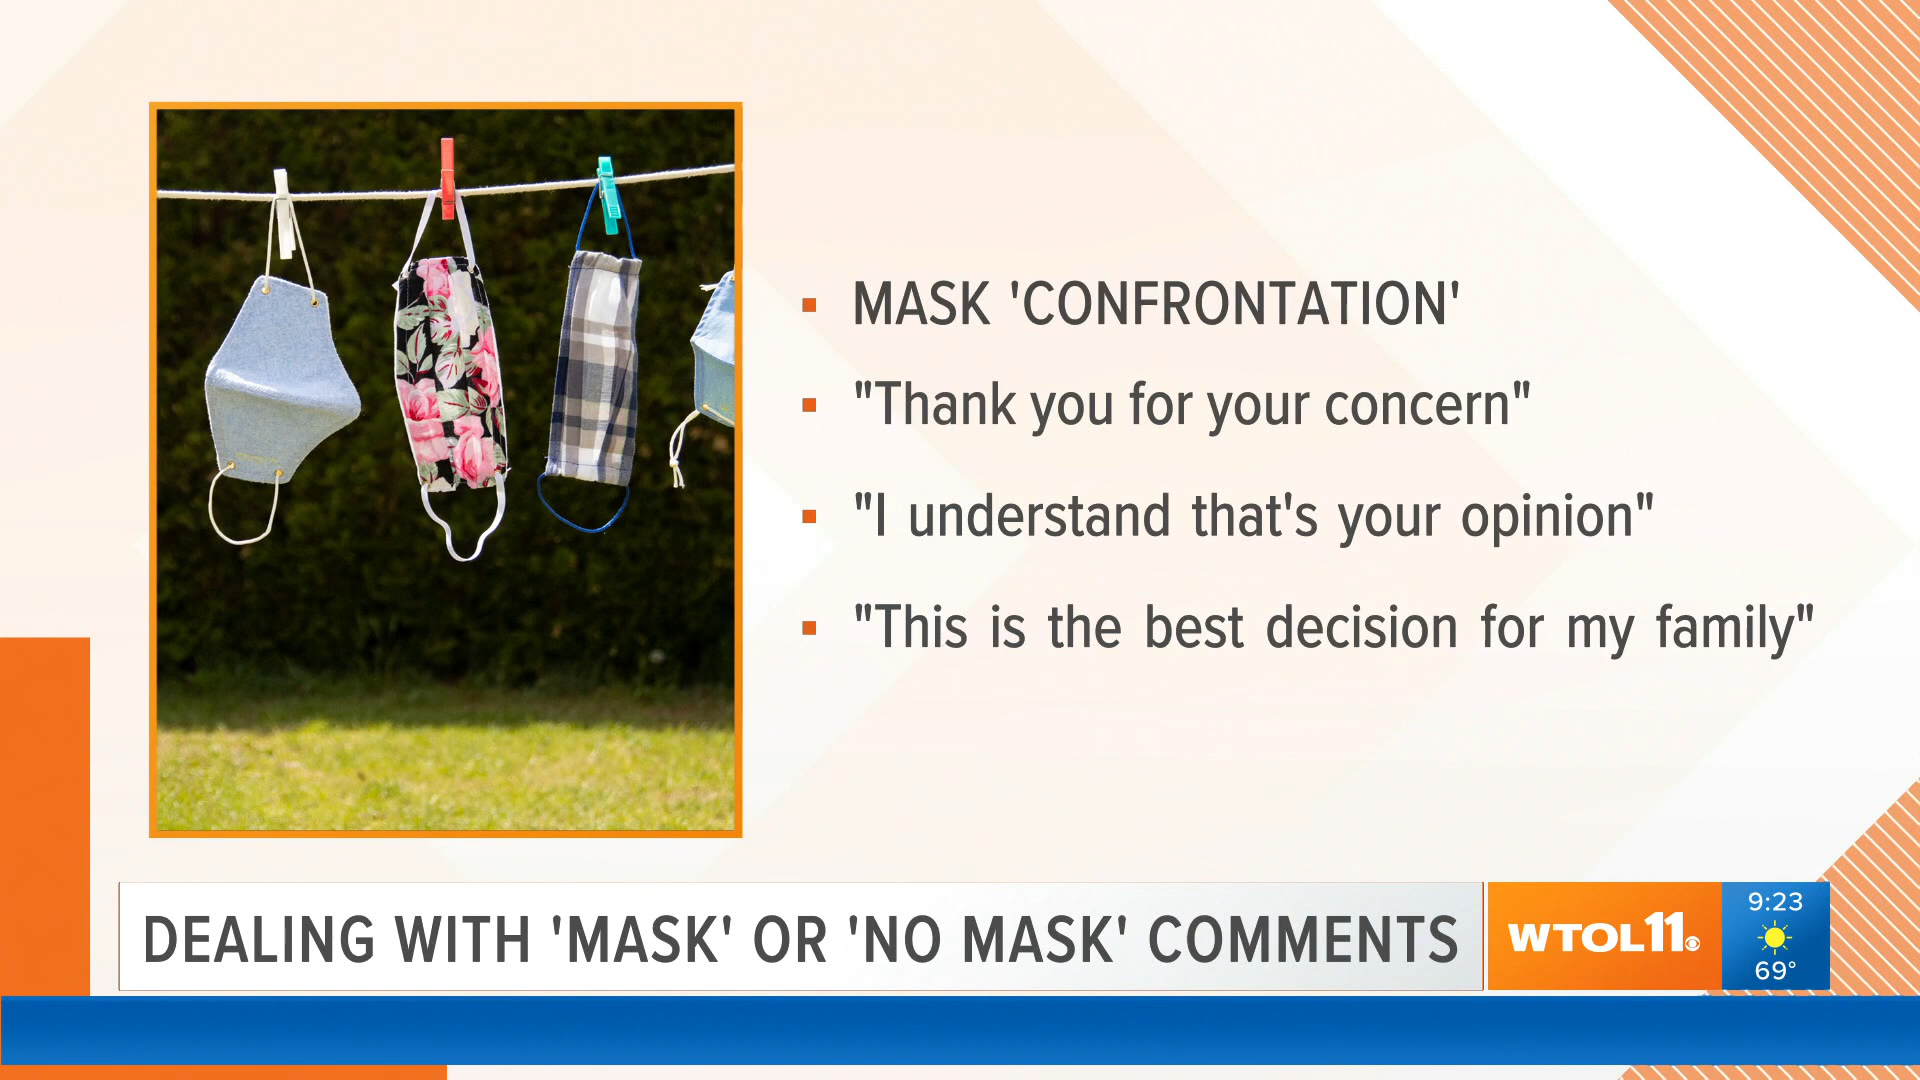 MASK 'CONFRONTATION'
"Thank you for your concern"
"I understand that's your opinion"
"This is the best decision for my family"
DEALING WITH 'MASK' OR 'NO MASK' COMMENTS
WTOL11
9:23
69°